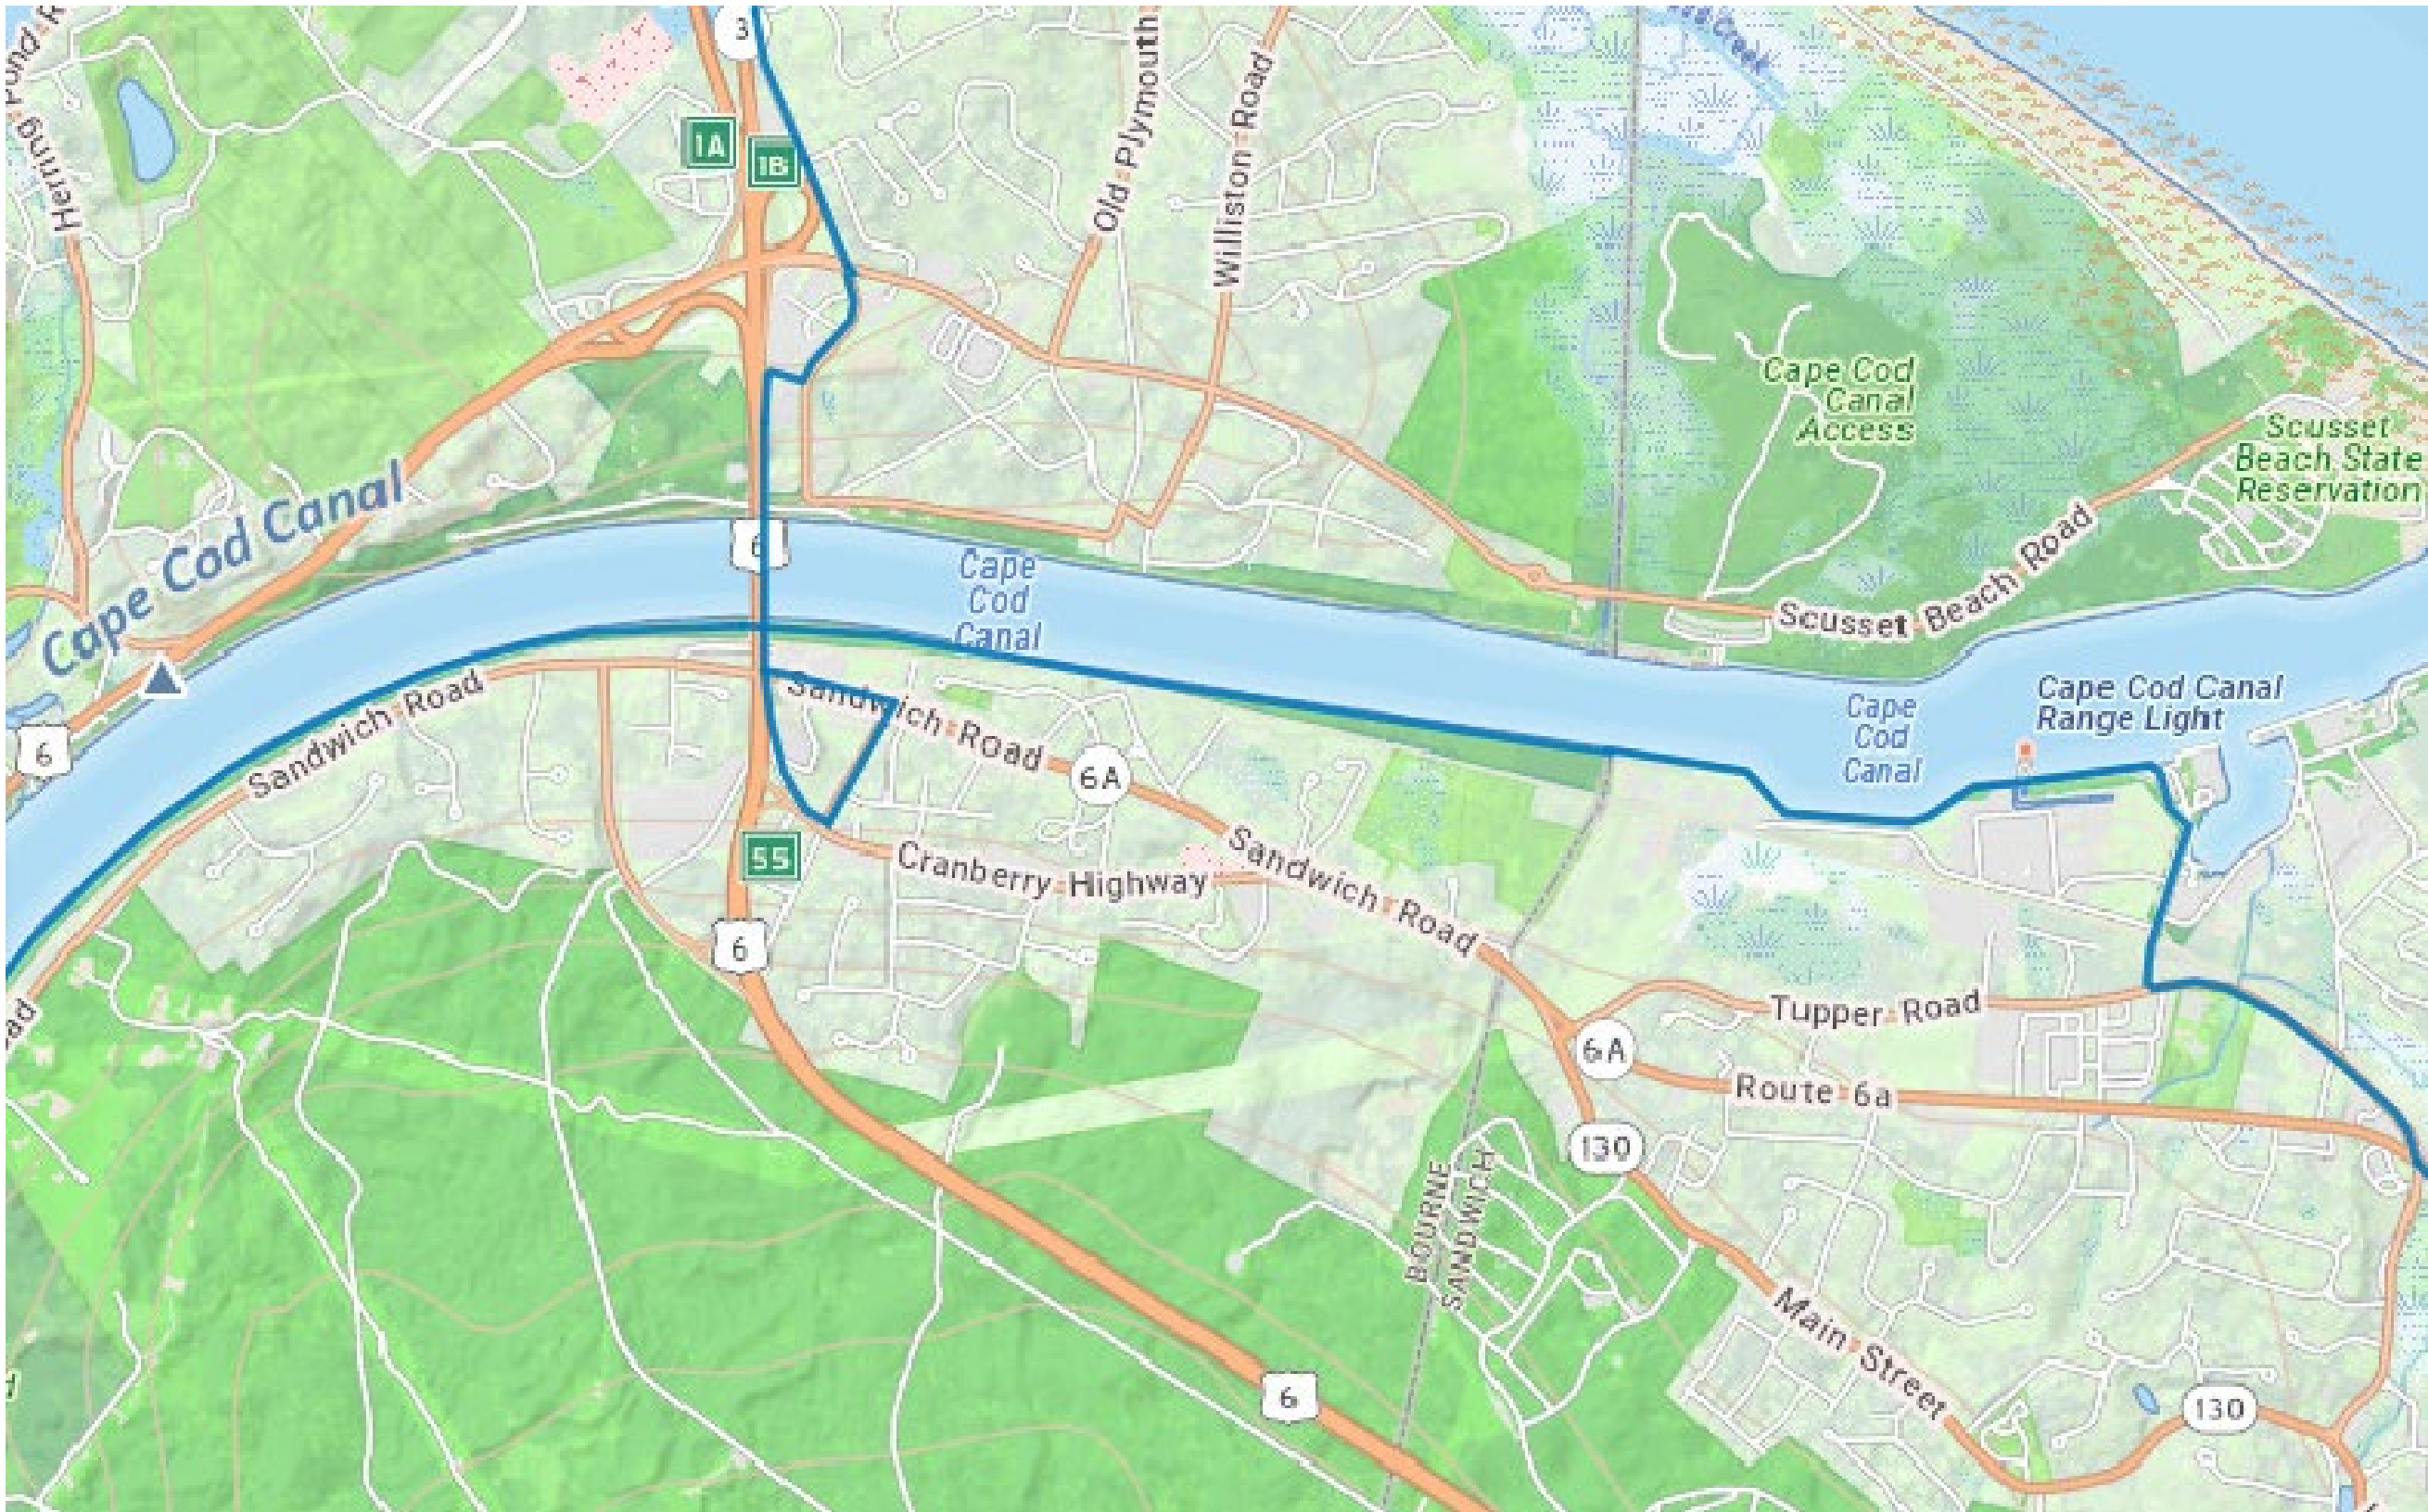 3
1A
1B
Herring Pond R
Old Plymouth
Williston Road
Creek
Cape Cod
Canal
Access
Scusset
Beach State
Reservation
Cape Cod Canal
6
Cape
Cod
Canal
Scusset Beach Road
Sandwich Road
Sandwich Road
6A
Cape
Cod
Canal
Cape Cod Canal
Range Light
6
55
Cranberry Highway
Sandwich Road
6
ad
Tupper Road
6A
Route 6a
130
BOURNE
SANDWICH
Main Street
6
130